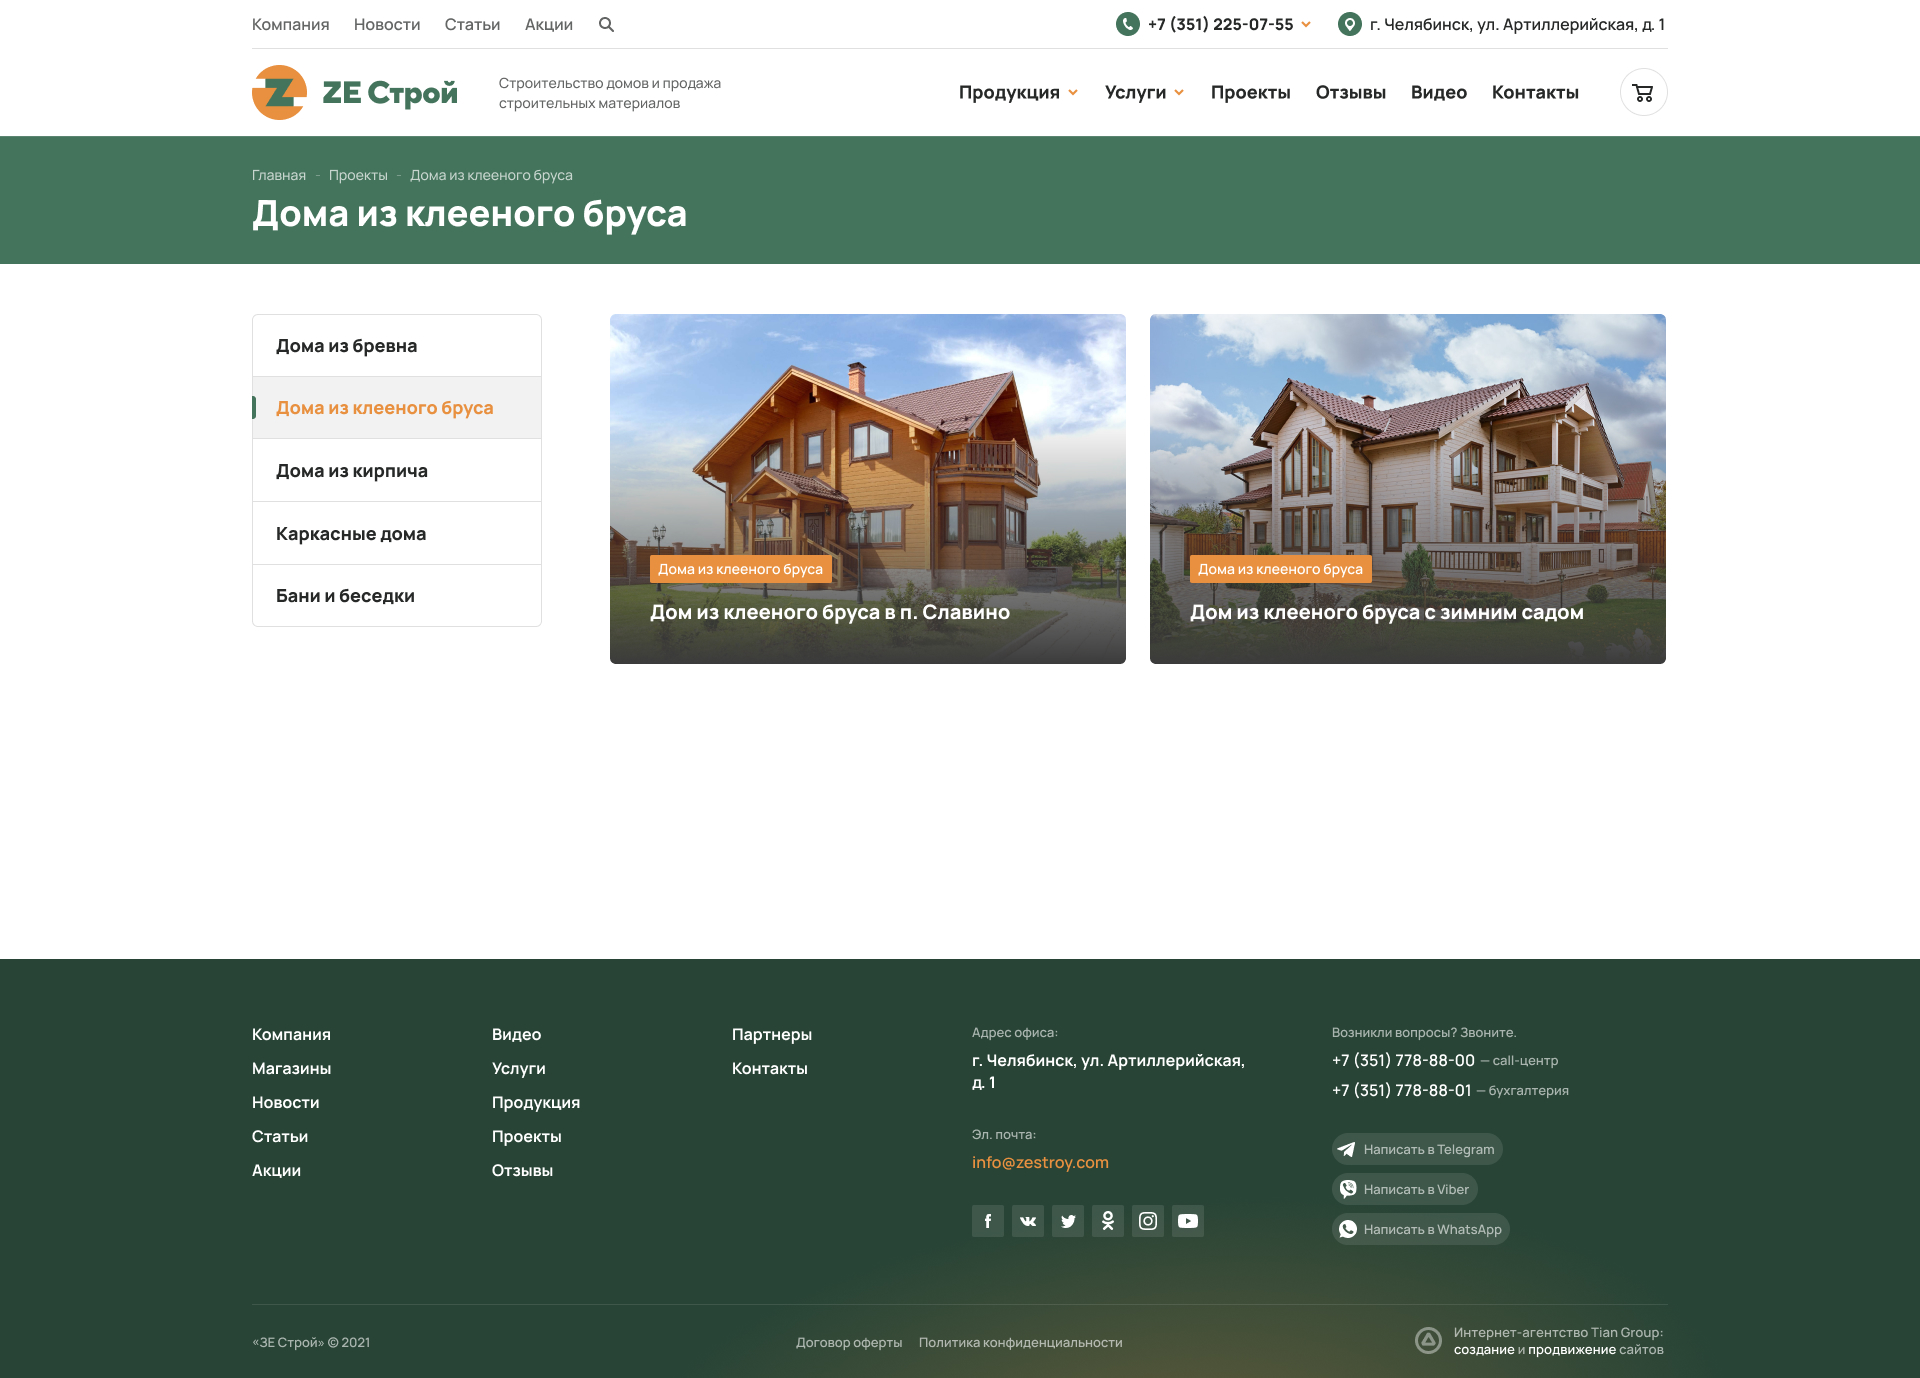 Компания Новости Статьи Акции
+7 (351) 225-07-55
г. Челябинск, ул. Артиллерийская, д. 1
Z ZE Строй
Строительство домов и продажа
строительных материалов
Продукция Услуги Проекты Отзывы Видео Контакты
Главная - Проекты - Дома из клееного бруса
Дома из клееного бруса
Дома из бревна
Дома из клееного бруса
Дома из кирпича
Каркасные дома
Бани и беседки
Дома из клееного бруса
Дом из клееного бруса в п. Славино
Дома из клееного бруса
Дом из клееного бруса с зимним садом
Компания
Магазины
Новости
Статьи
Акции
Видео
Услуги
Продукция
Проекты
Отзывы
Партнеры
Контакты
Адрес офиса:
г. Челябинск, ул. Артиллерийская,
д. 1
Эл. почта:
info@zestroy.com
Возникли вопросы? Звоните.
+7 (351) 778-88-00 — call-центр
+7 (351) 778-88-01 — бухгалтерия
Написать в Telegram
Написать в Viber
Написать в WhatsApp
«ЗЕ Строй» © 2021
Договор оферты Политика конфиденциальности
Интернет-агентство Tian Group:
создание и продвижение сайтов